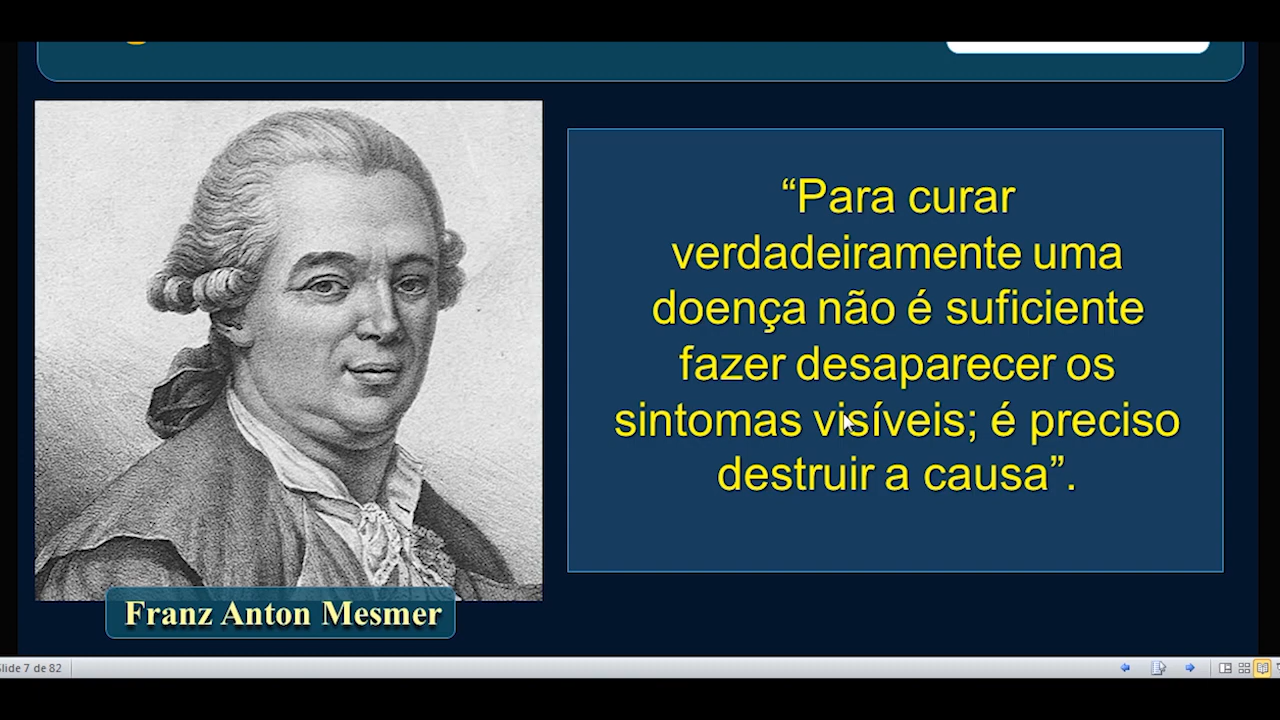 “Para curar
verdadeiramente uma
doença não é suficiente
fazer desaparecer os
sintomas visíveis; é preciso
destruir a causa”.
Franz Anton Mesmer
Slide 7 de 82